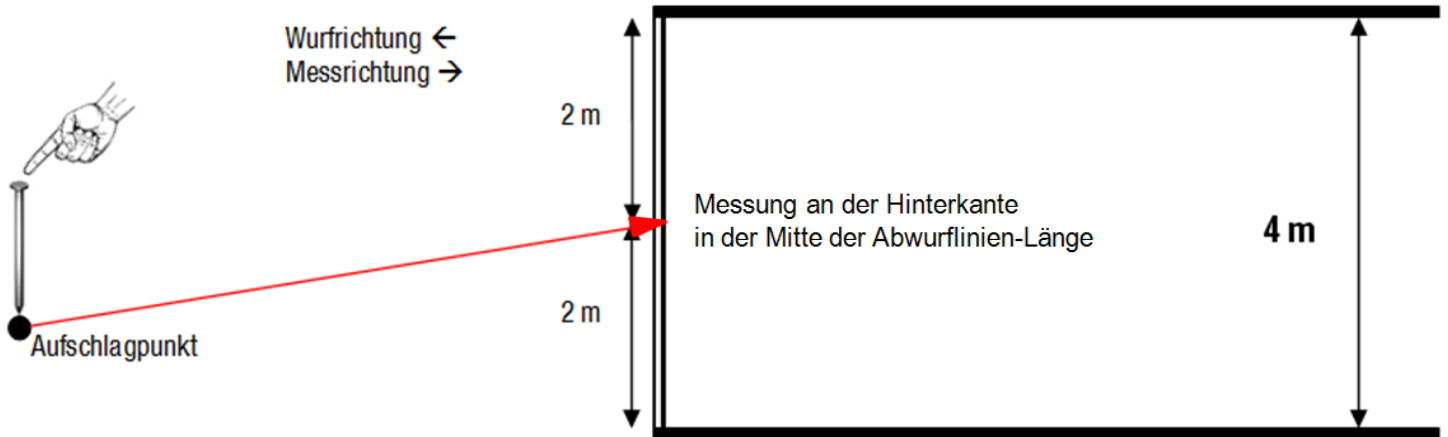 Wurfrichtung ←
Messrichtung →
2 m
Messung an der Hinterkante
in der Mitte der Abwurflinien-Länge
4 m
2 m
Aufschlagpunkt